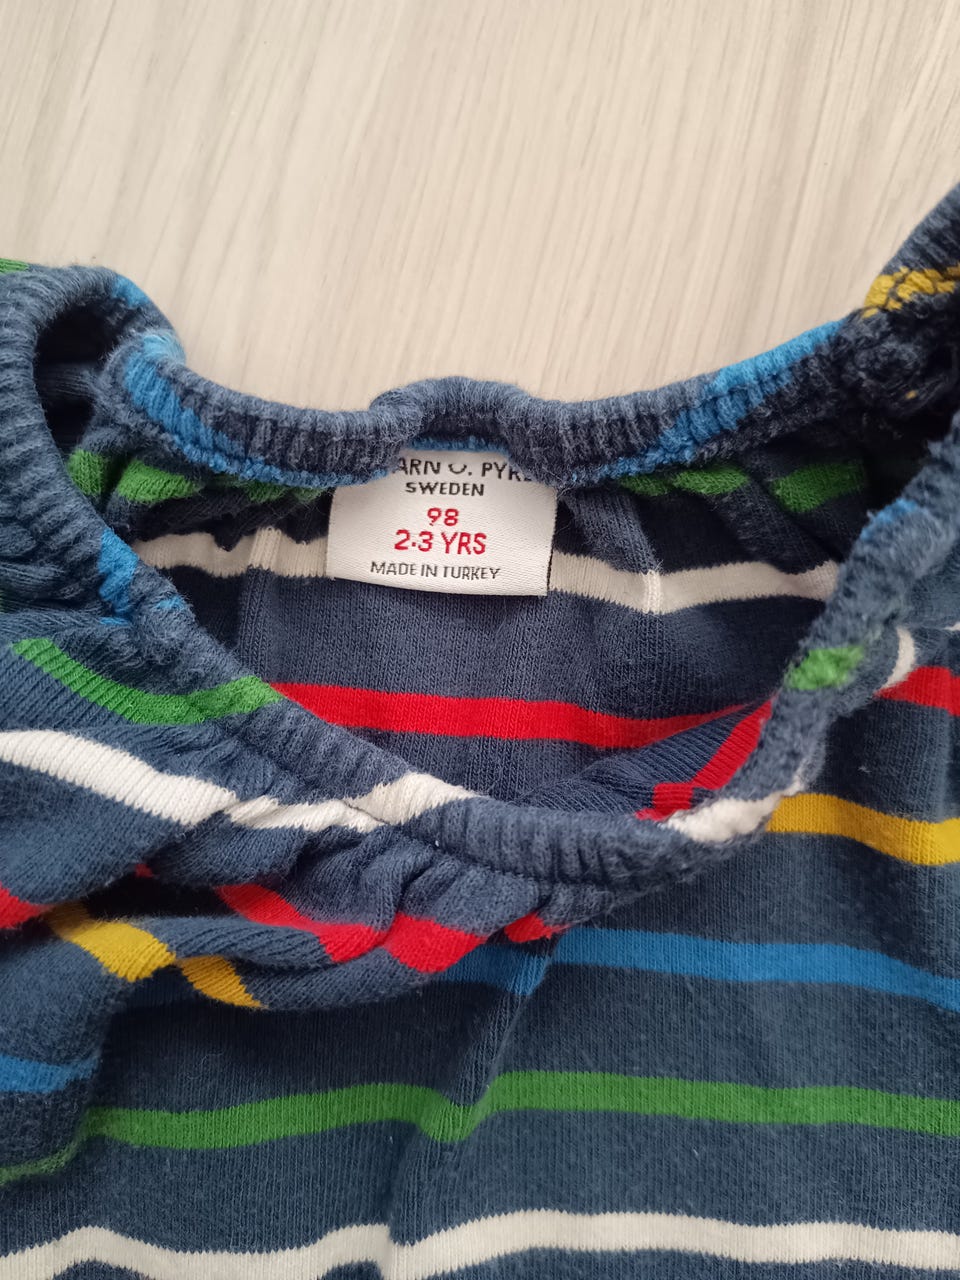 ARN O. PYR
SWEDEN
98
2-3 YRS
MADE IN TURKEY